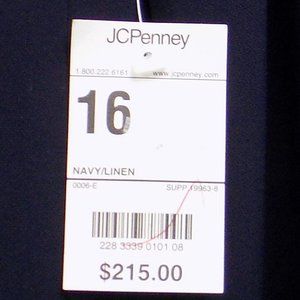 JCPenney
1 800 222 6161 www.jcpenney.com
16
NAVY/LINEN
0006-E SUPP 19963-8
228 3339 0101 08
$215.00